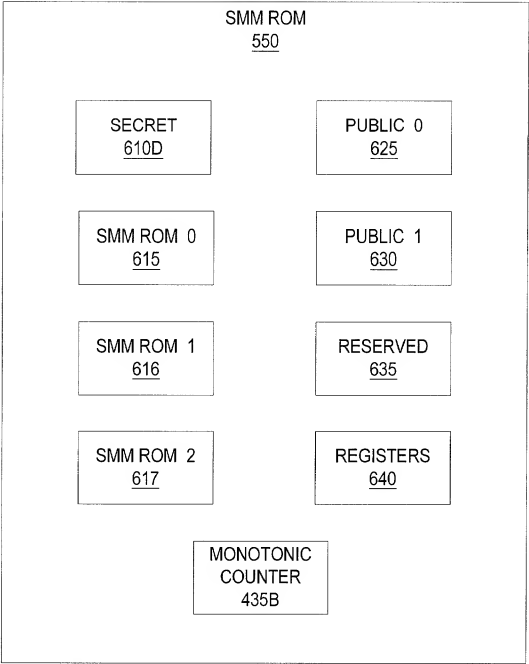 SMM ROM
550
SECRET
610D
PUBLIC 0
625
SMM ROM 0
615
PUBLIC 1
630
SMM ROM 1
616
RESERVED
635
SMM ROM 2
617
REGISTERS
640
MONOTONIC
COUNTER
435B